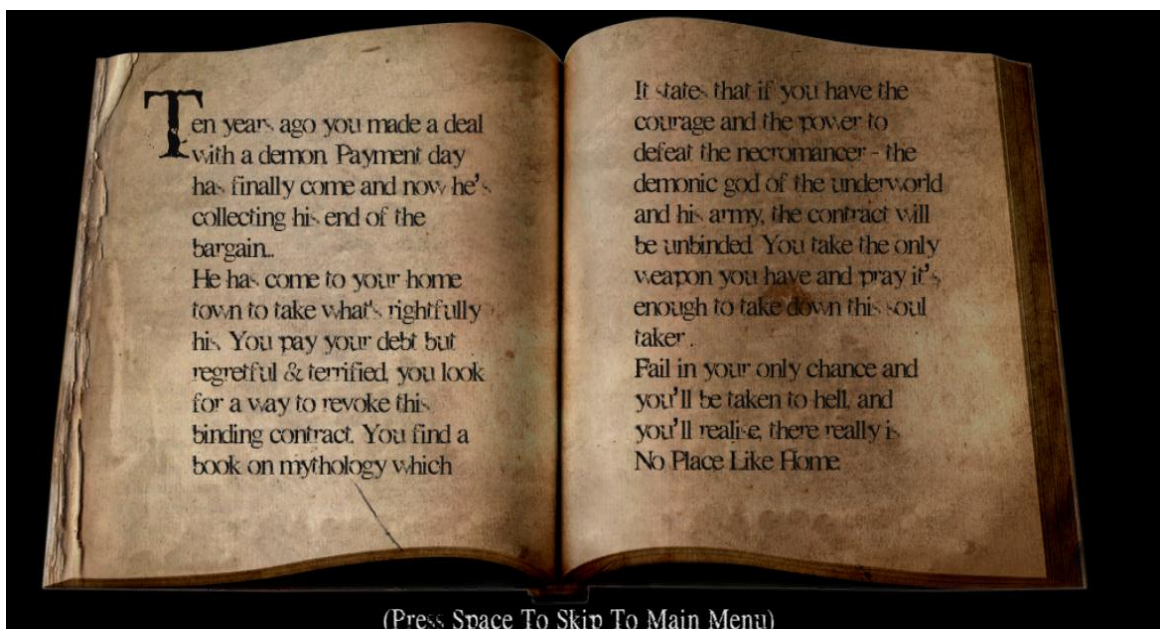 Ten years ago you made a deal
with a demon. Payment day
has finally come and now he's
collecting his end of the
bargain..
He has come to your home
town to take what's rightfully
his. You pay your debt but
regretful & terrified, you look
for a way to revoke this
binding contract. You find a
book on mythology which
It states that if you have the
courage and the power to
defeat the necromancer - the
demonic god of the underworld
and his army, the contract will
be unbinded. You take the only
weapon you have and pray it's
enough to take down this soul
taker .
Fail in your only chance and
you'll be taken to hell, and
you'll realise, there really is
No Place Like Home.
(Press Space To Skip To Main Menu)